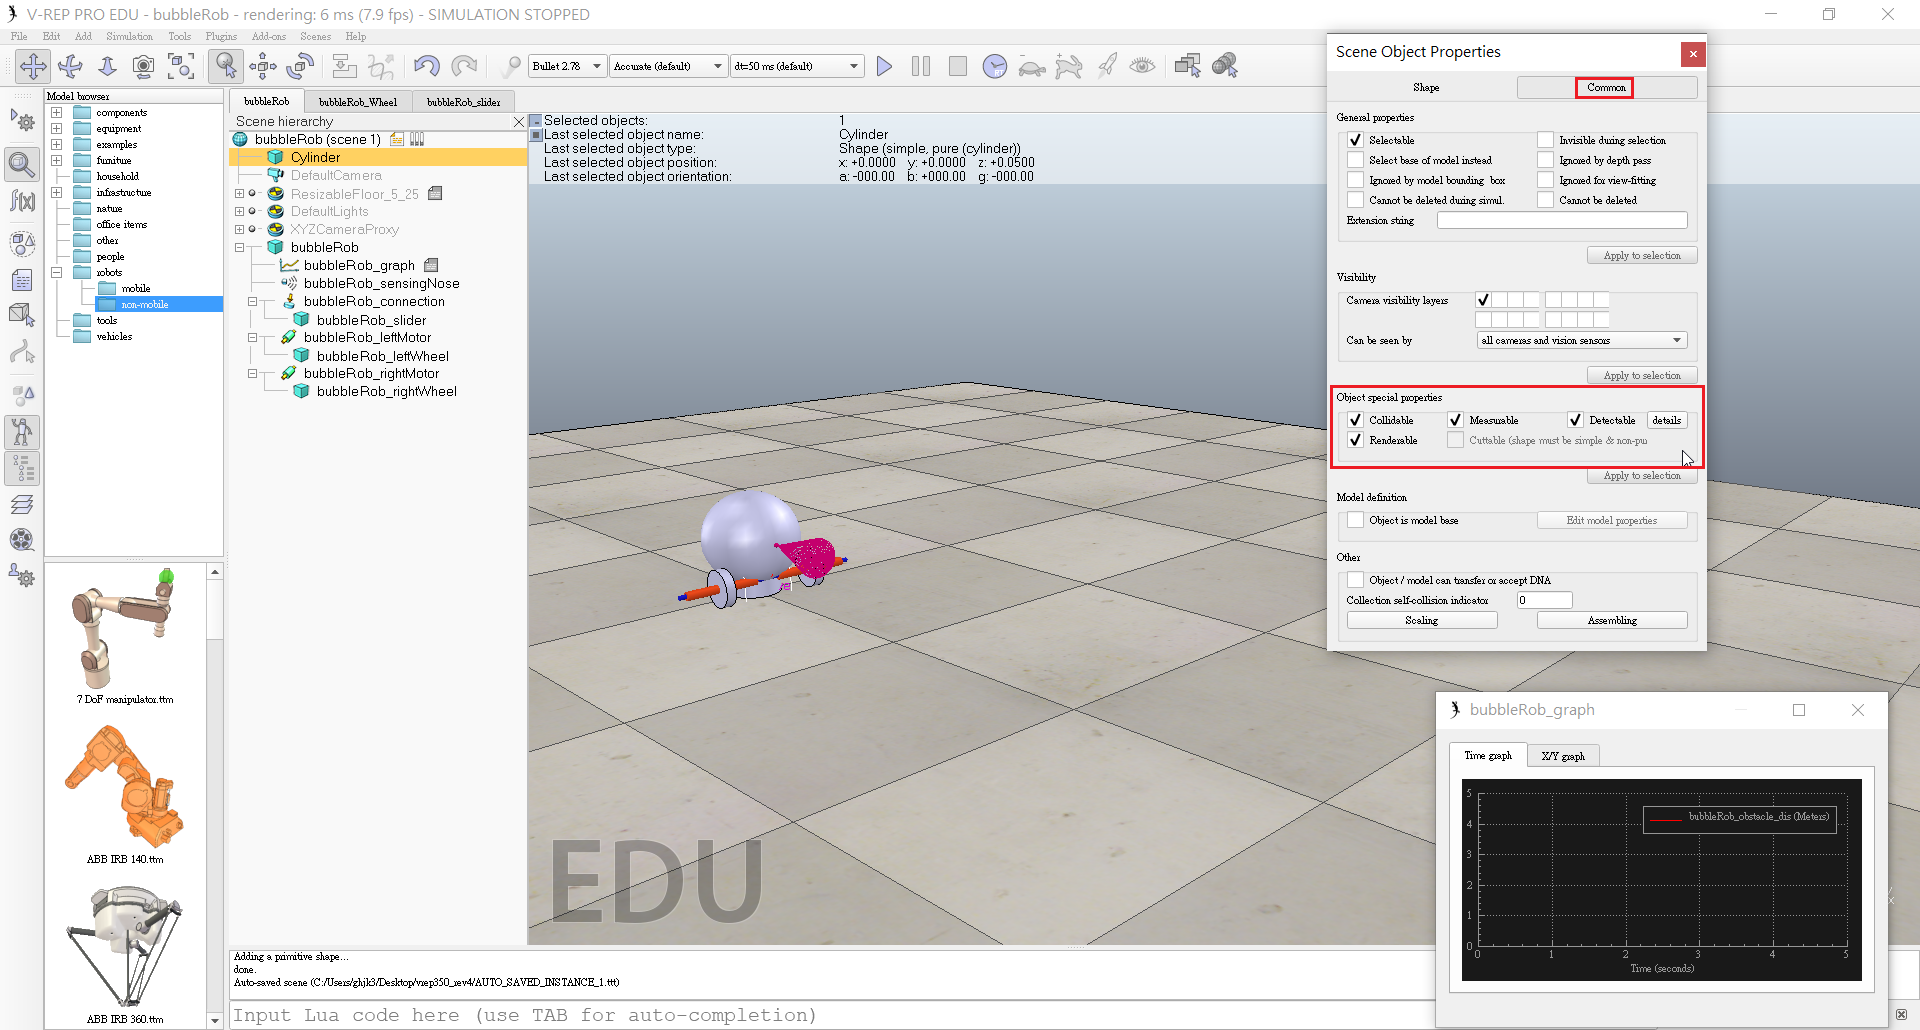 V-REP PRO EDU - bubbleRob - rendering: 6 ms (7.9 fps) - SIMULATION STOPPED
File Edit Add Simulation Tools Plugins Add-ons Scenes Help
Bullet 2.78 Accurate (default) dt=50 ms (default)
Model browser
components
equipment
examples
furniture
household
infrastructure
nature
office items
other
people
robots
mobile
non-mobile
tools
vehicles
7 DoF manipulator.ttm
ABB IRB 140.ttm
ABB IRB 360.ttm
bubbleRob bubbleRob_Wheel bubbleRob_slider
Scene hierarchy
bubbleRob (scene 1)
Cylinder
DefaultCamera
ResizableFloor_5_25
DefaultLights
XYZCameraProxy
bubbleRob
bubbleRob_graph
bubbleRob_sensingNose
bubbleRob_connection
bubbleRob_slider
bubbleRob_leftMotor
bubbleRob_leftWheel
bubbleRob_rightMotor
bubbleRob_rightWheel
Selected objects: 1
Last selected object name: Cylinder
Last selected object type: Shape (simple, pure (cylinder))
Last selected object position: x: +0.0000 y: +0.0000 z: +0.0500
Last selected object orientation: a: -000.00 b: +000.00 g: -000.00
EDU
Scene Object Properties
Shape Common
General properties
Selectable Invisible during selection
Select base of model instead Ignored by depth pass
Ignored by model bounding box Ignored for view-fitting
Cannot be deleted during simul. Cannot be deleted
Extension string
Apply to selection
Visibility
Camera visibility layers
Can be seen by all cameras and vision sensors
Apply to selection
Object special properties
Collidable Measurable Detectable details
Renderable Cuttable (shape must be simple & non-pu
Apply to selection
Model definition
Object is model base Edit model properties
Other
Object / model can transfer or accept DNA
Collection self-collision indicator 0
Scaling Assembling
bubbleRob_graph
Time graph X/Y graph
bubbleRob_obstacle_dis (Meters)
5
4
3
2
1
0
0 1 2 3 4 5
Time (seconds)
Adding a primitive shape...
done.
Auto-saved scene (C:/Users/ghjk3/Desktop/vrep350_rev4/AUTO_SAVED_INSTANCE_1.ttt)
Input Lua code here (use TAB for auto-completion)